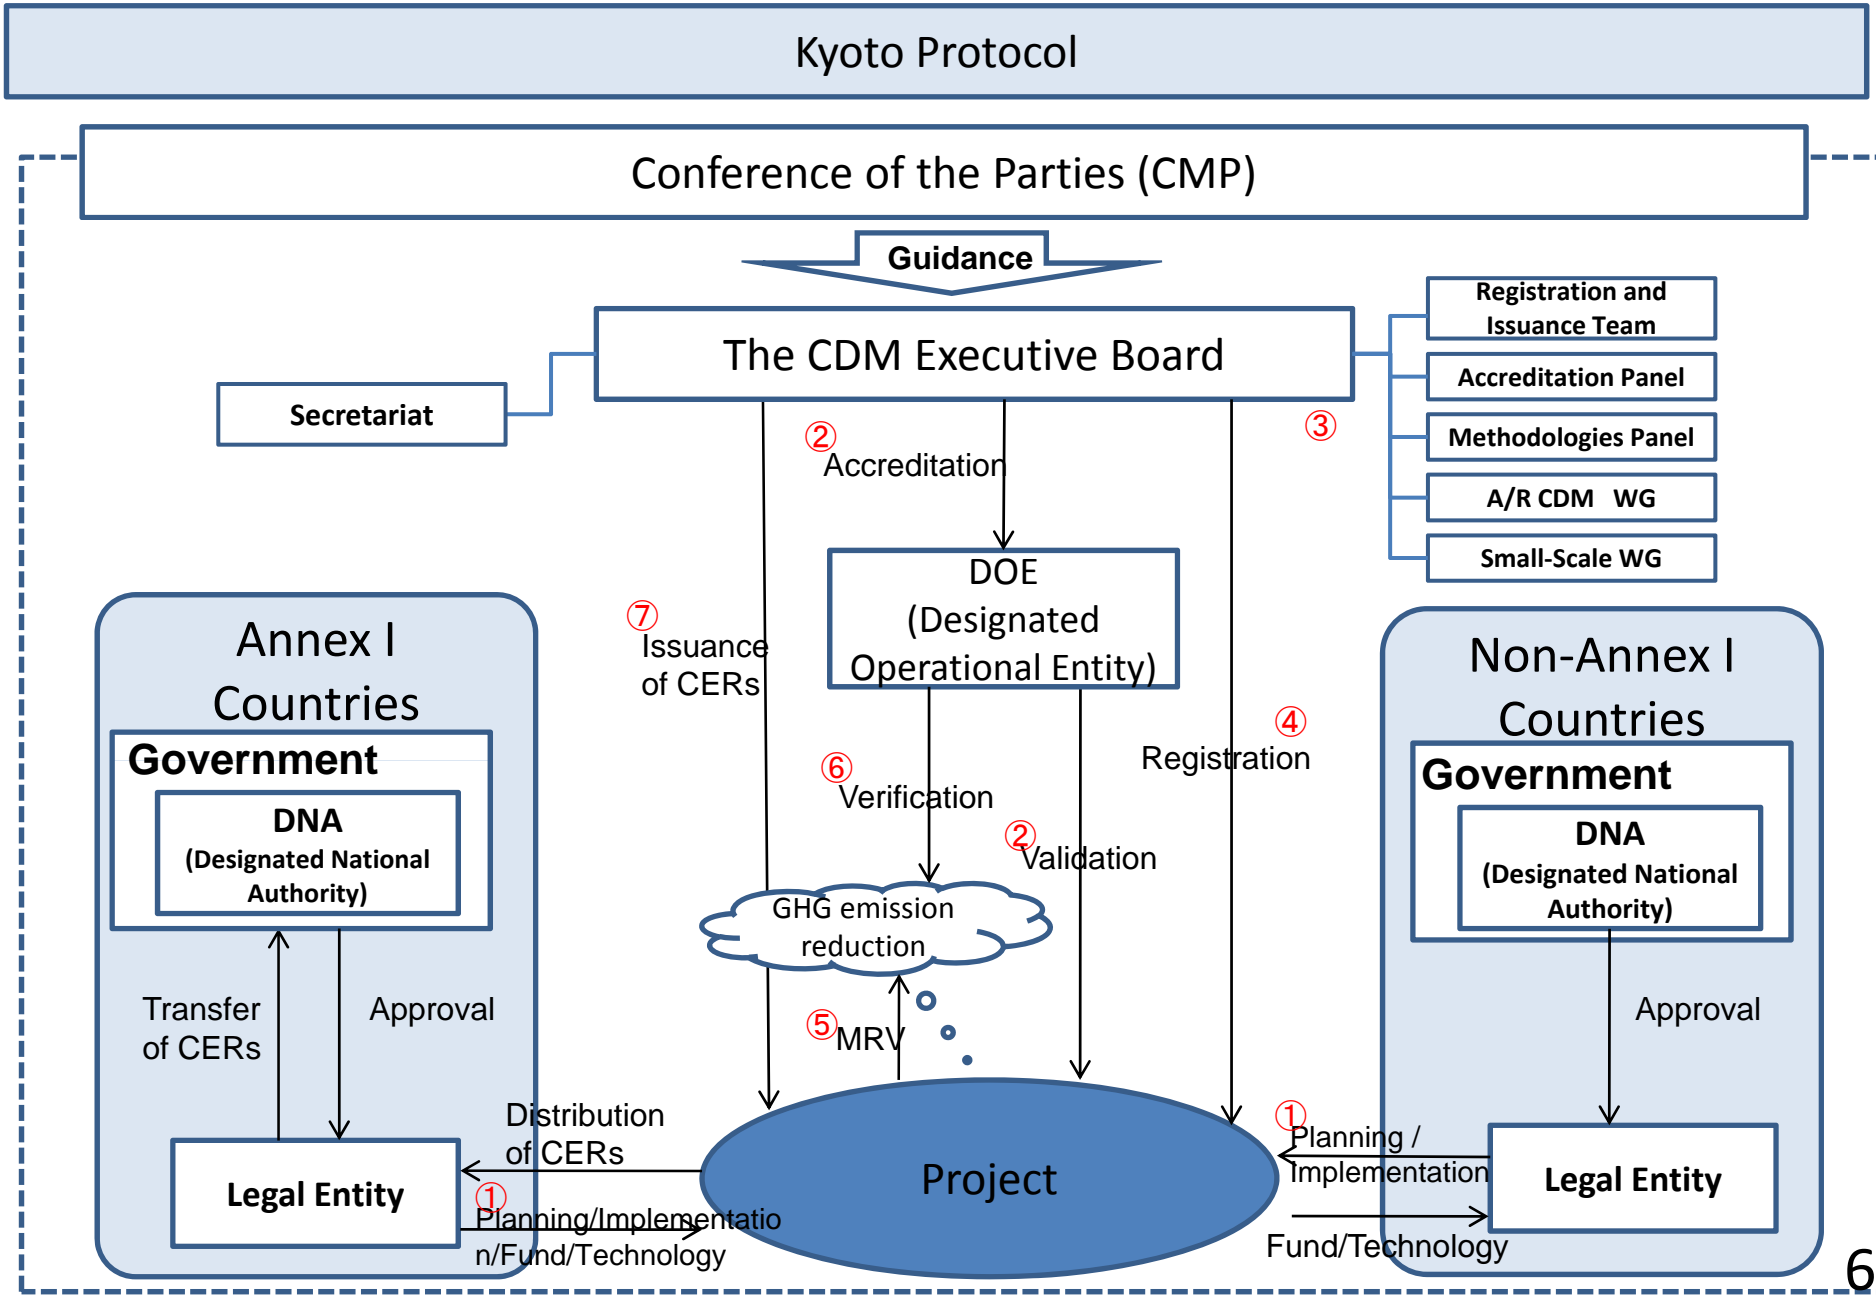 Kyoto Protocol
Conference of the Parties (CMP)
Guidance
The CDM Executive Board
Secretariat
Registration and
Issuance Team
Accreditation Panel
Methodologies Panel
A/R CDM WG
Small-Scale WG
②
Accreditation
③
DOE
(Designated
Operational Entity)
⑦
Issuance
of CERs
④
Registration
⑥
Verification
②
Validation
GHG emission
reduction
⑤
MRV
Annex I
Countries
Government
DNA
(Designated National
Authority)
Transfer
of CERs
Approval
Legal Entity
Distribution
of CERs
①
Planning/Implementatio
n/Fund/Technology
Project
Non-Annex I
Countries
Government
DNA
(Designated National
Authority)
Approval
①
Planning /
Implementation
Legal Entity
Fund/Technology
6